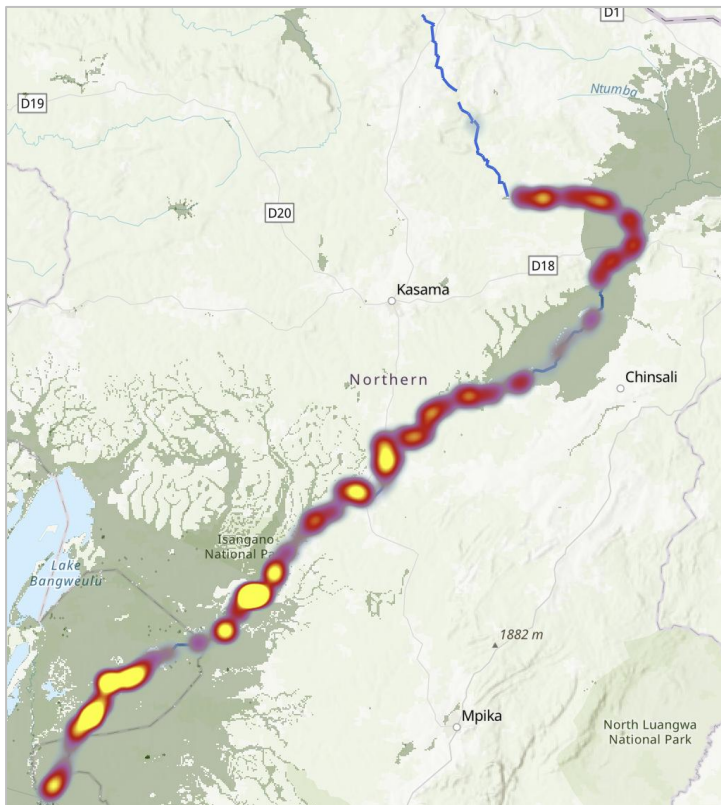 D1
D19
Ntumba
D20
D18
Kasama
Northern
Chinsali
Isangano
National Pa
Lake
Bangweulu
1882 m
Mpika
North Luangwa
National Park